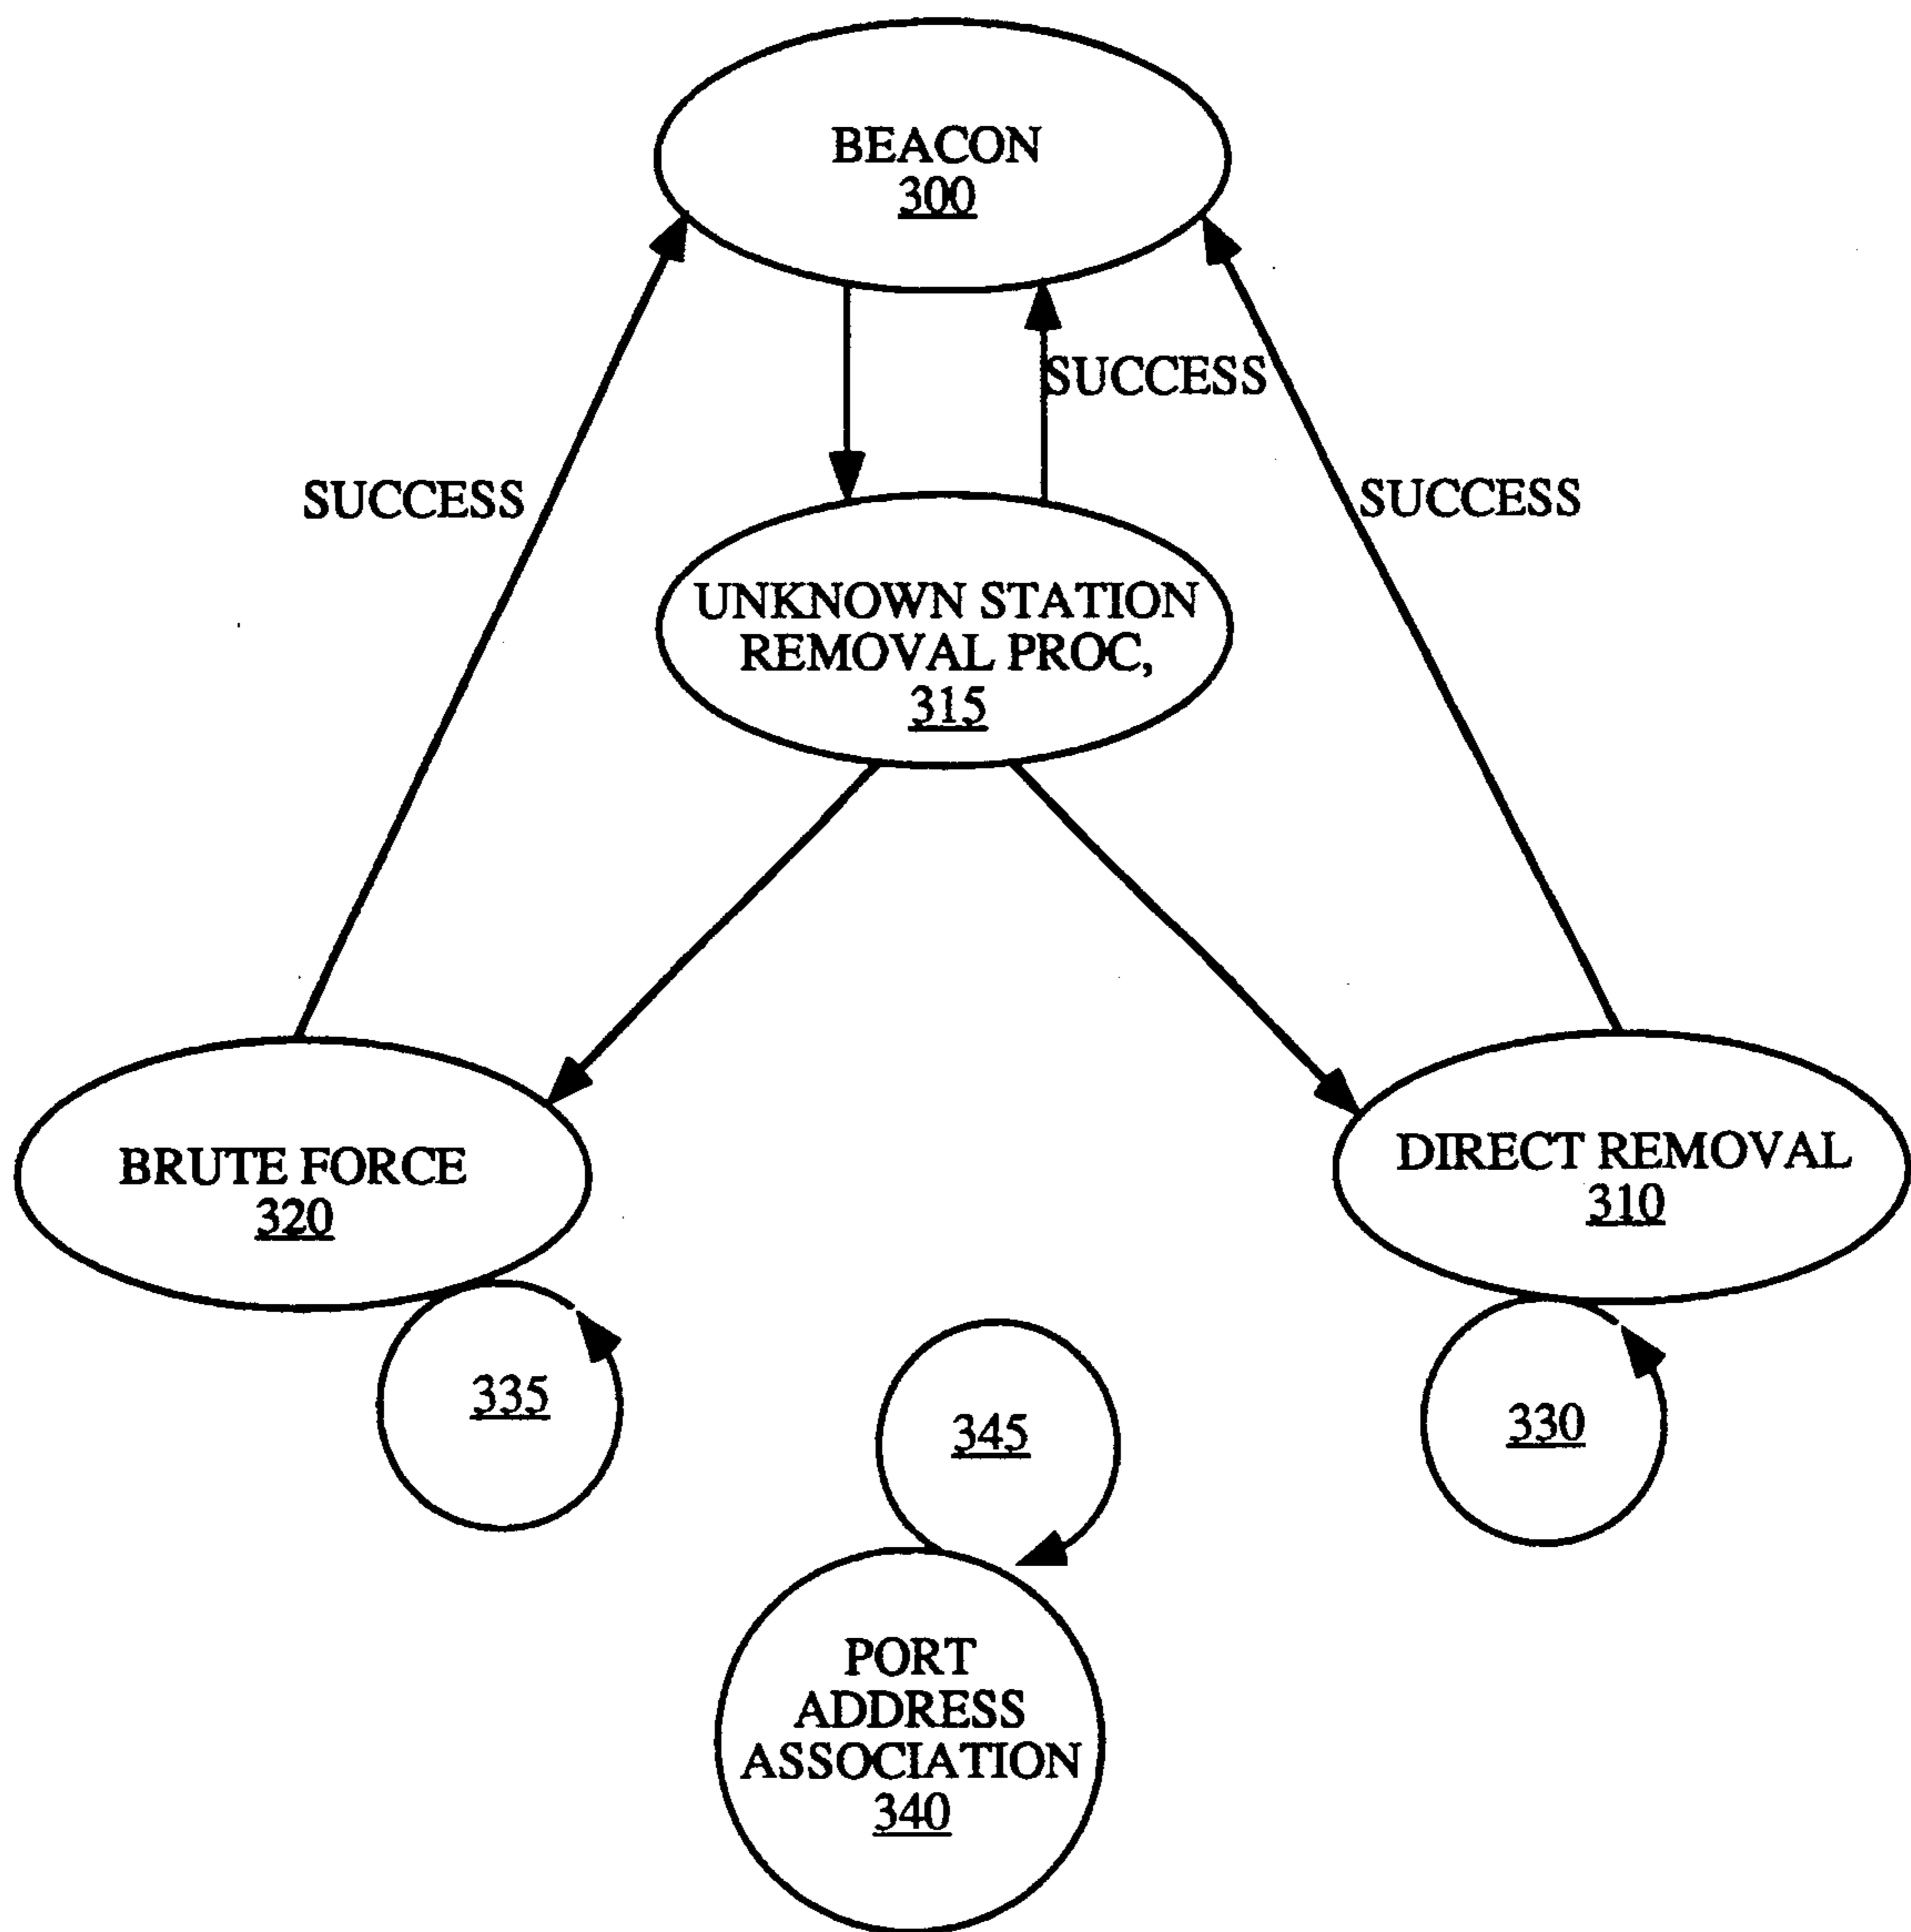 BEACON
300
SUCCESS
SUCCESS
SUCCESS
UNKNOWN STATION
REMOVAL PROC,
315
BRUTE FORCE
320
DIRECT REMOVAL
310
335
345
330
PORT
ADDRESS
ASSOCIATION
340